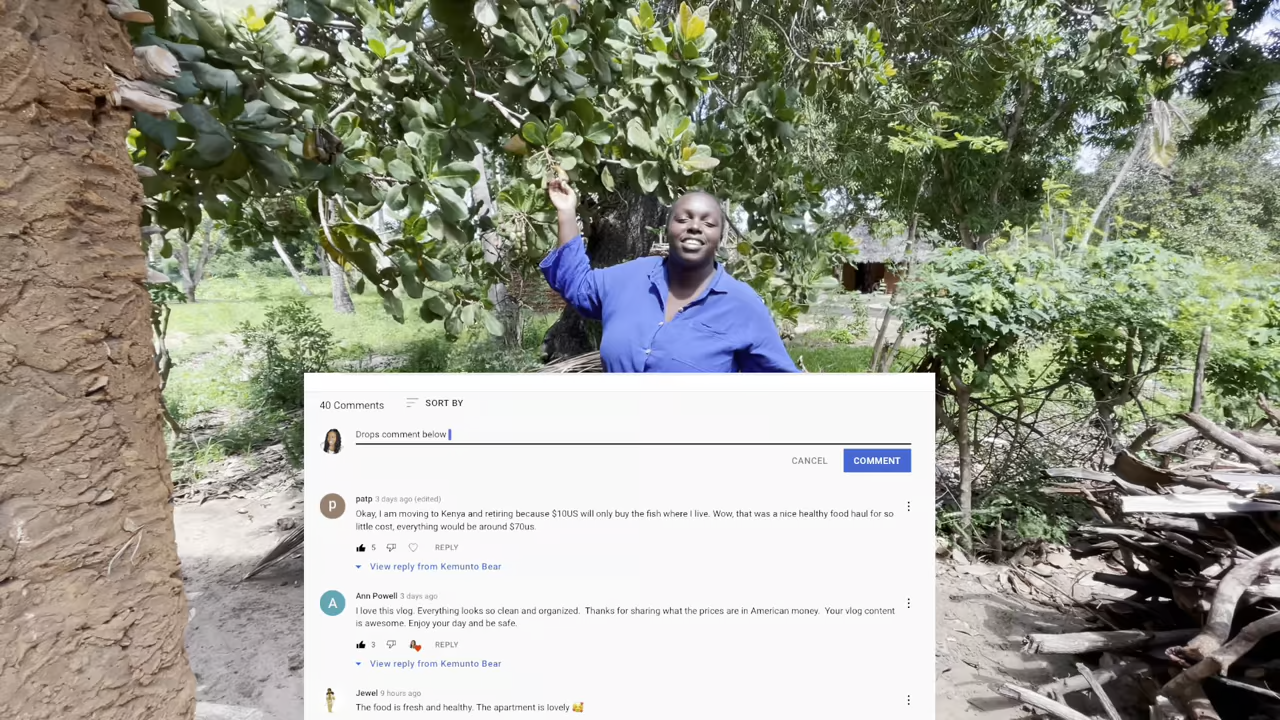 40 Comments
SORT BY
Drops comment below
CANCEL
COMMENT
p
patp 3 days ago (edited)
Okay, I am moving to Kenya and retiring because $10US will only buy the fish where I live. Wow, that was a nice healthy food haul for so
little cost, everything would be around $70us.
5
REPLY
View reply from Kemunto Bear
A
Ann Powell 3 days ago
I love this vlog. Everything looks so clean and organized. Thanks for sharing what the prices are in American money. Your vlog content
is awesome. Enjoy your day and be safe.
3
REPLY
View reply from Kemunto Bear
Jewel 9 hours ago
The food is fresh and healthy. The apartment is lovely 🥰